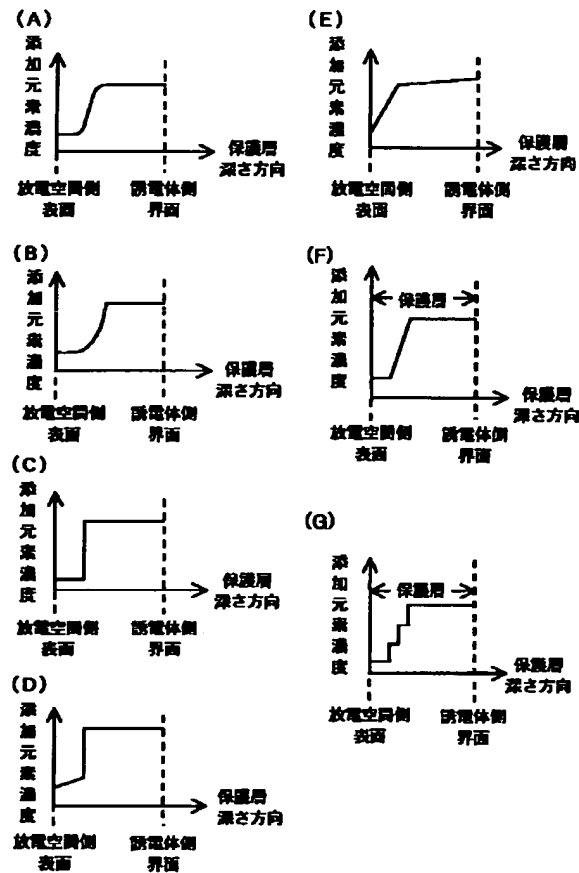 (A)
添加元素濃度
保護層
深さ方向
放電空間側
表面
誘電体側
界面
(B)
添加元素濃度
保護層
深さ方向
放電空間側
表面
誘電体側
界面
(C)
添加元素濃度
保護層
深さ方向
放電空間側
表面
誘電体側
界面
(D)
添加元素濃度
保護層
深さ方向
放電空間側
表面
誘電体側
界面
(E)
添加元素濃度
保護層
深さ方向
放電空間側
表面
誘電体側
界面
(F)
添加元素濃度
保護層
保護層
深さ方向
放電空間側
表面
誘電体側
界面
(G)
添加元素濃度
保護層
保護層
深さ方向
放電空間側
表面
誘電体側
界面